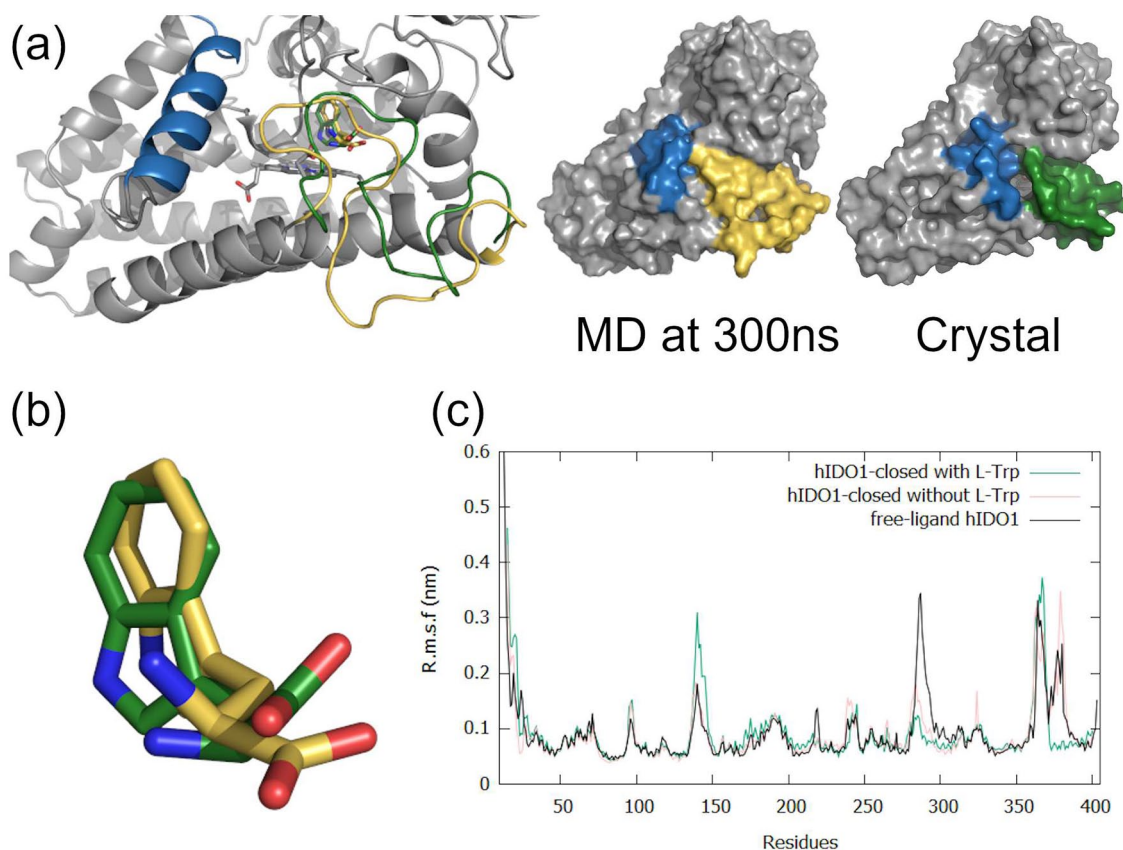 (a)
MD at 300ns
Crystal
(b)
(c)
R.m.s.f (nm)
0.6
0.5
0.4
0.3
0.2
0.1
0
hIDO1-closed with L-Trp
hIDO1-closed without L-Trp
free-ligand hIDO1
50 100 150 200 250 300 350 400
Residues